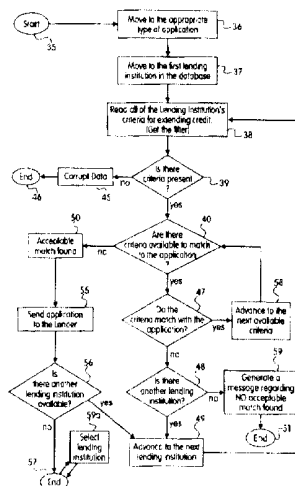 Start
35
Move to the appropriate
type of application
36
Move to the first lending
institution in the database
37
Read all of the Lending Institution's
criteria for extending credit.
(Get the filter)
38
Is there
criteria present
?
39
no
Corrupt Data
45
End
46
yes
Are there
criteria available to match
to the application
?
40
no
50
Acceptable
match found
yes
55
Send application
to the Lender
Do the
criteria match with the
application?
47
yes
58
Advance to the
next available
criteria
no
56
Is
there another
lending institution
available?
Is there
another lending
institution?
48
no
59
Generate a
message regarding
NO acceptable
match found
51
End
yes
49
Advance to the next
lending institution
yes
no
59a
Select
lending
institution
57
End